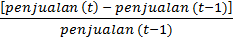 [penjualan (t) − penjualan (t−1)]
penjualan (t−1)